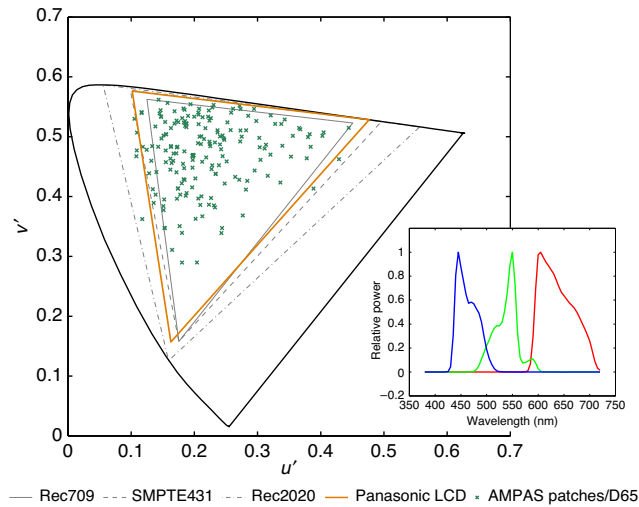 0.7
0.6
0.5
0.4
0.3
0.2
0.1
0
v′
0 0.1 0.2 0.3 0.4 0.5 0.6 0.7
u′
1
0.8
0.6
0.4
0.2
0
−0.2
Relative power
350 400 450 500 550 600 650 700 750
Wavelength (nm)
Rec709 SMPTE431 Rec2020 Panasonic LCD AMPAS patches/D65